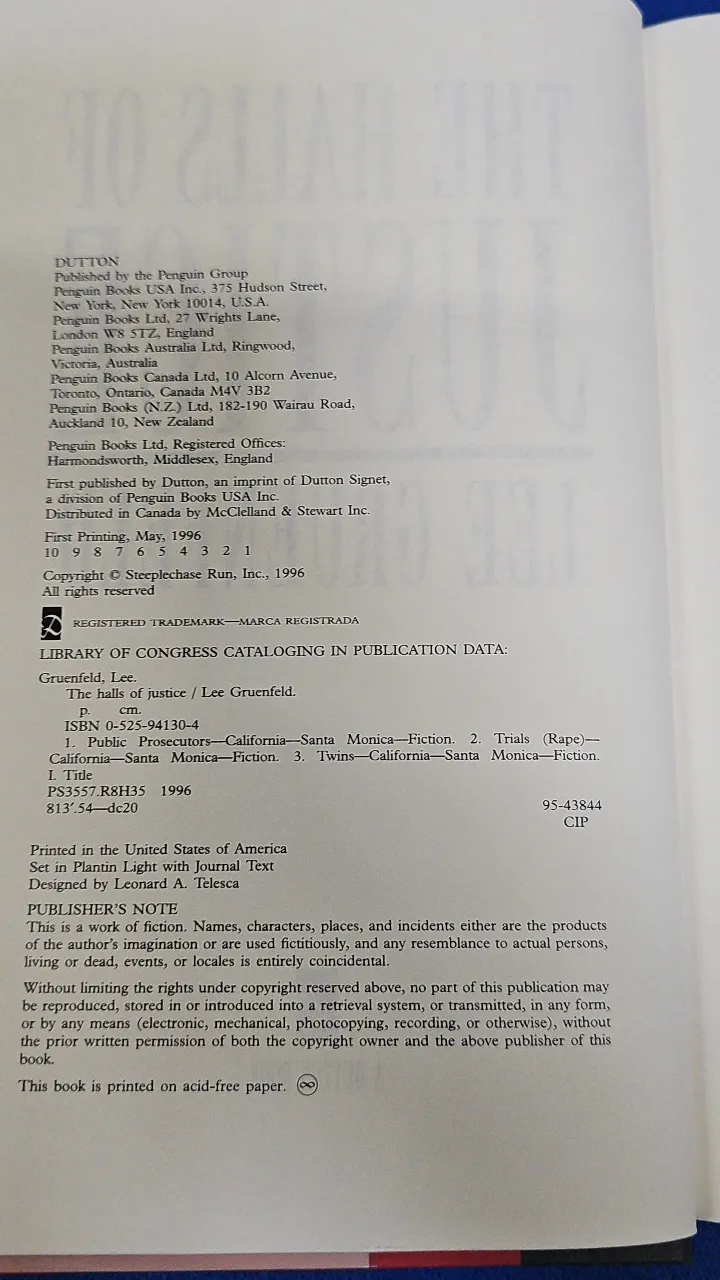 DUTTON
Published by the Penguin Group
Penguin Books USA Inc., 375 Hudson Street,
New York, New York 10014, U.S.A.
Penguin Books Ltd, 27 Wrights Lane,
London W8 5TZ, England
Penguin Books Australia Ltd, Ringwood,
Victoria, Australia
Penguin Books Canada Ltd, 10 Alcorn Avenue,
Toronto, Ontario, Canada M4V 3B2
Penguin Books (N.Z.) Ltd, 182-190 Wairau Road,
Auckland 10, New Zealand
Penguin Books Ltd, Registered Offices:
Harmondsworth, Middlesex, England
First published by Dutton, an imprint of Dutton Signet,
a division of Penguin Books USA Inc.
Distributed in Canada by McClelland & Stewart Inc.
First Printing, May, 1996
10 9 8 7 6 5 4 3 2 1
Copyright © Steeplechase Run, Inc., 1996
All rights reserved
REGISTERED TRADEMARK—MARCA REGISTRADA
LIBRARY OF CONGRESS CATALOGING IN PUBLICATION DATA:
Gruenfeld, Lee.
The halls of justice / Lee Gruenfeld.
p. cm.
ISBN 0-525-94130-4
1. Public Prosecutors—California—Santa Monica—Fiction. 2. Trials (Rape)—
California—Santa Monica—Fiction. 3. Twins—California—Santa Monica—Fiction.
I. Title
PS3557.R8H35 1996
813'.54—dc20 95-43844
CIP
Printed in the United States of America
Set in Plantin Light with Journal Text
Designed by Leonard A. Telesca
PUBLISHER'S NOTE
This is a work of fiction. Names, characters, places, and incidents either are the products
of the author's imagination or are used fictitiously, and any resemblance to actual persons,
living or dead, events, or locales is entirely coincidental.
Without limiting the rights under copyright reserved above, no part of this publication may
be reproduced, stored in or introduced into a retrieval system, or transmitted, in any form,
or by any means (electronic, mechanical, photocopying, recording, or otherwise), without
the prior written permission of both the copyright owner and the above publisher of this
book.
This book is printed on acid-free paper.